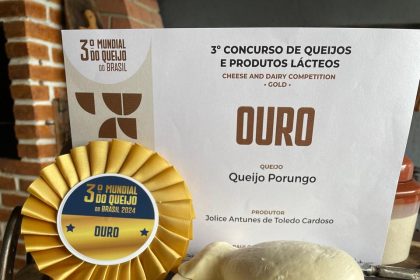 3º MUNDIAL
DO QUEIJO
DO BRASIL
3º CONCURSO DE QUEIJOS
E PRODUTOS LÁCTEOS
CHEESE AND DAIRY COMPETITION
• GOLD •
OURO
QUEIJO
Queijo Porungo
PRODUTOR
Jolice Antunes de Toledo Cardoso
3º MUNDIAL
DO QUEIJO
DO BRASIL 2024
OURO